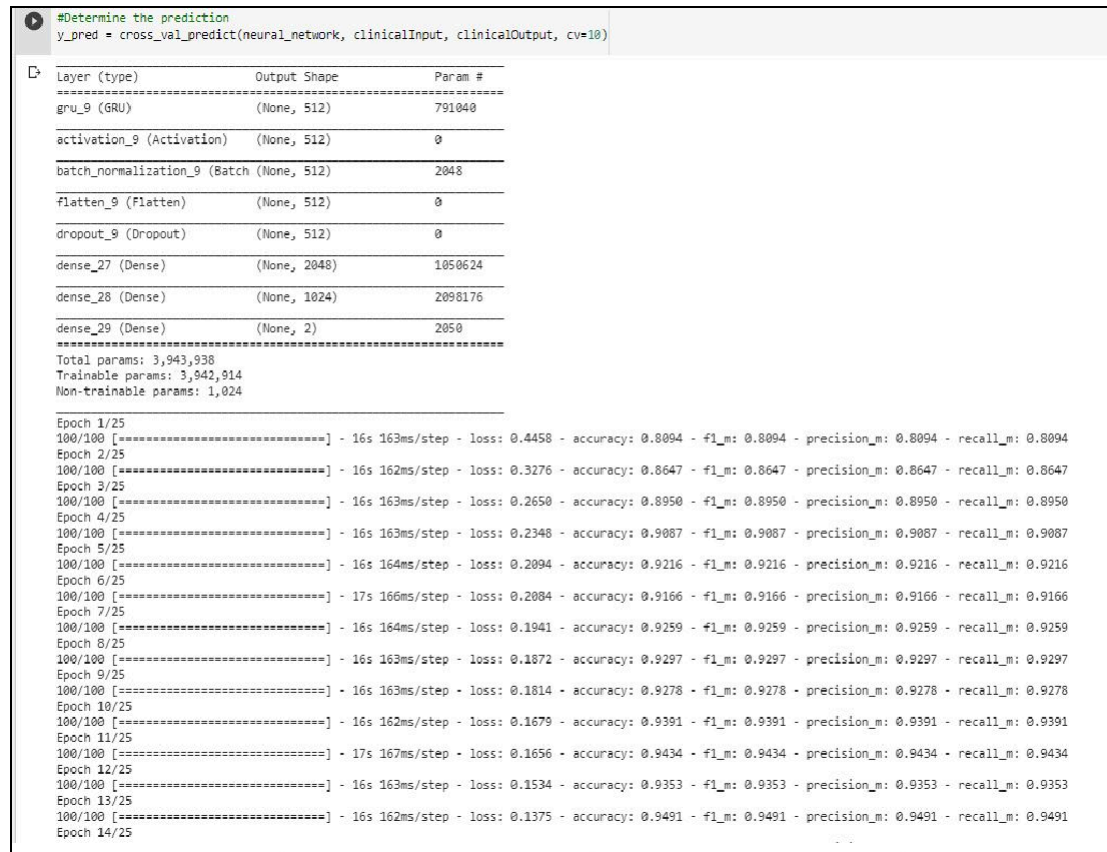 #Determine the prediction
y_pred = cross_val_predict(neural_network, clinicalInput, clinicalOutput, cv=10)
Layer (type) Output Shape Param #
=================================================================
gru_9 (GRU) (None, 512) 791040
activation_9 (Activation) (None, 512) 0
batch_normalization_9 (Batch (None, 512) 2048
flatten_9 (Flatten) (None, 512) 0
dropout_9 (Dropout) (None, 512) 0
dense_27 (Dense) (None, 2048) 1050624
dense_28 (Dense) (None, 1024) 2098176
dense_29 (Dense) (None, 2) 2050
=================================================================
Total params: 3,943,938
Trainable params: 3,942,914
Non-trainable params: 1,024
Epoch 1/25
100/100 [==============================] - 16s 163ms/step - loss: 0.4458 - accuracy: 0.8094 - f1_m: 0.8094 - precision_m: 0.8094 - recall_m: 0.8094
Epoch 2/25
100/100 [==============================] - 16s 162ms/step - loss: 0.3276 - accuracy: 0.8647 - f1_m: 0.8647 - precision_m: 0.8647 - recall_m: 0.8647
Epoch 3/25
100/100 [==============================] - 16s 163ms/step - loss: 0.2650 - accuracy: 0.8950 - f1_m: 0.8950 - precision_m: 0.8950 - recall_m: 0.8950
Epoch 4/25
100/100 [==============================] - 16s 163ms/step - loss: 0.2348 - accuracy: 0.9087 - f1_m: 0.9087 - precision_m: 0.9087 - recall_m: 0.9087
Epoch 5/25
100/100 [==============================] - 16s 164ms/step - loss: 0.2094 - accuracy: 0.9216 - f1_m: 0.9216 - precision_m: 0.9216 - recall_m: 0.9216
Epoch 6/25
100/100 [==============================] - 17s 166ms/step - loss: 0.2084 - accuracy: 0.9166 - f1_m: 0.9166 - precision_m: 0.9166 - recall_m: 0.9166
Epoch 7/25
100/100 [==============================] - 16s 164ms/step - loss: 0.1941 - accuracy: 0.9259 - f1_m: 0.9259 - precision_m: 0.9259 - recall_m: 0.9259
Epoch 8/25
100/100 [==============================] - 16s 163ms/step - loss: 0.1872 - accuracy: 0.9297 - f1_m: 0.9297 - precision_m: 0.9297 - recall_m: 0.9297
Epoch 9/25
100/100 [==============================] - 16s 163ms/step - loss: 0.1814 - accuracy: 0.9278 - f1_m: 0.9278 - precision_m: 0.9278 - recall_m: 0.9278
Epoch 10/25
100/100 [==============================] - 16s 162ms/step - loss: 0.1679 - accuracy: 0.9391 - f1_m: 0.9391 - precision_m: 0.9391 - recall_m: 0.9391
Epoch 11/25
100/100 [==============================] - 17s 167ms/step - loss: 0.1656 - accuracy: 0.9434 - f1_m: 0.9434 - precision_m: 0.9434 - recall_m: 0.9434
Epoch 12/25
100/100 [==============================] - 16s 163ms/step - loss: 0.1534 - accuracy: 0.9353 - f1_m: 0.9353 - precision_m: 0.9353 - recall_m: 0.9353
Epoch 13/25
100/100 [==============================] - 16s 162ms/step - loss: 0.1375 - accuracy: 0.9491 - f1_m: 0.9491 - precision_m: 0.9491 - recall_m: 0.9491
Epoch 14/25